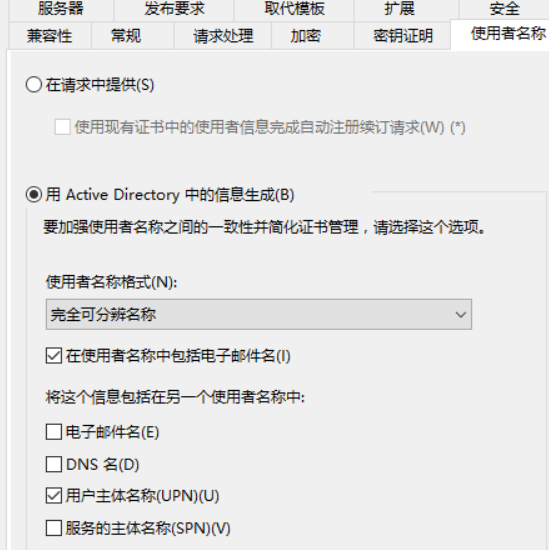 服务器 发布要求 取代模板 扩展 安全
兼容性 常规 请求处理 加密 密钥证明 使用者名称
在请求中提供(S)
使用现有证书中的使用者信息完成自动注册续订请求(W) (*)
用 Active Directory 中的信息生成(B)
要加强使用者名称之间的一致性并简化证书管理，请选择这个选项。
使用者名称格式(N):
完全可分辨名称
在使用者名称中包括电子邮件名(I)
将这个信息包括在另一个使用者名称中:
电子邮件名(E)
DNS 名(D)
用户主体名称(UPN)(U)
服务的主体名称(SPN)(V)